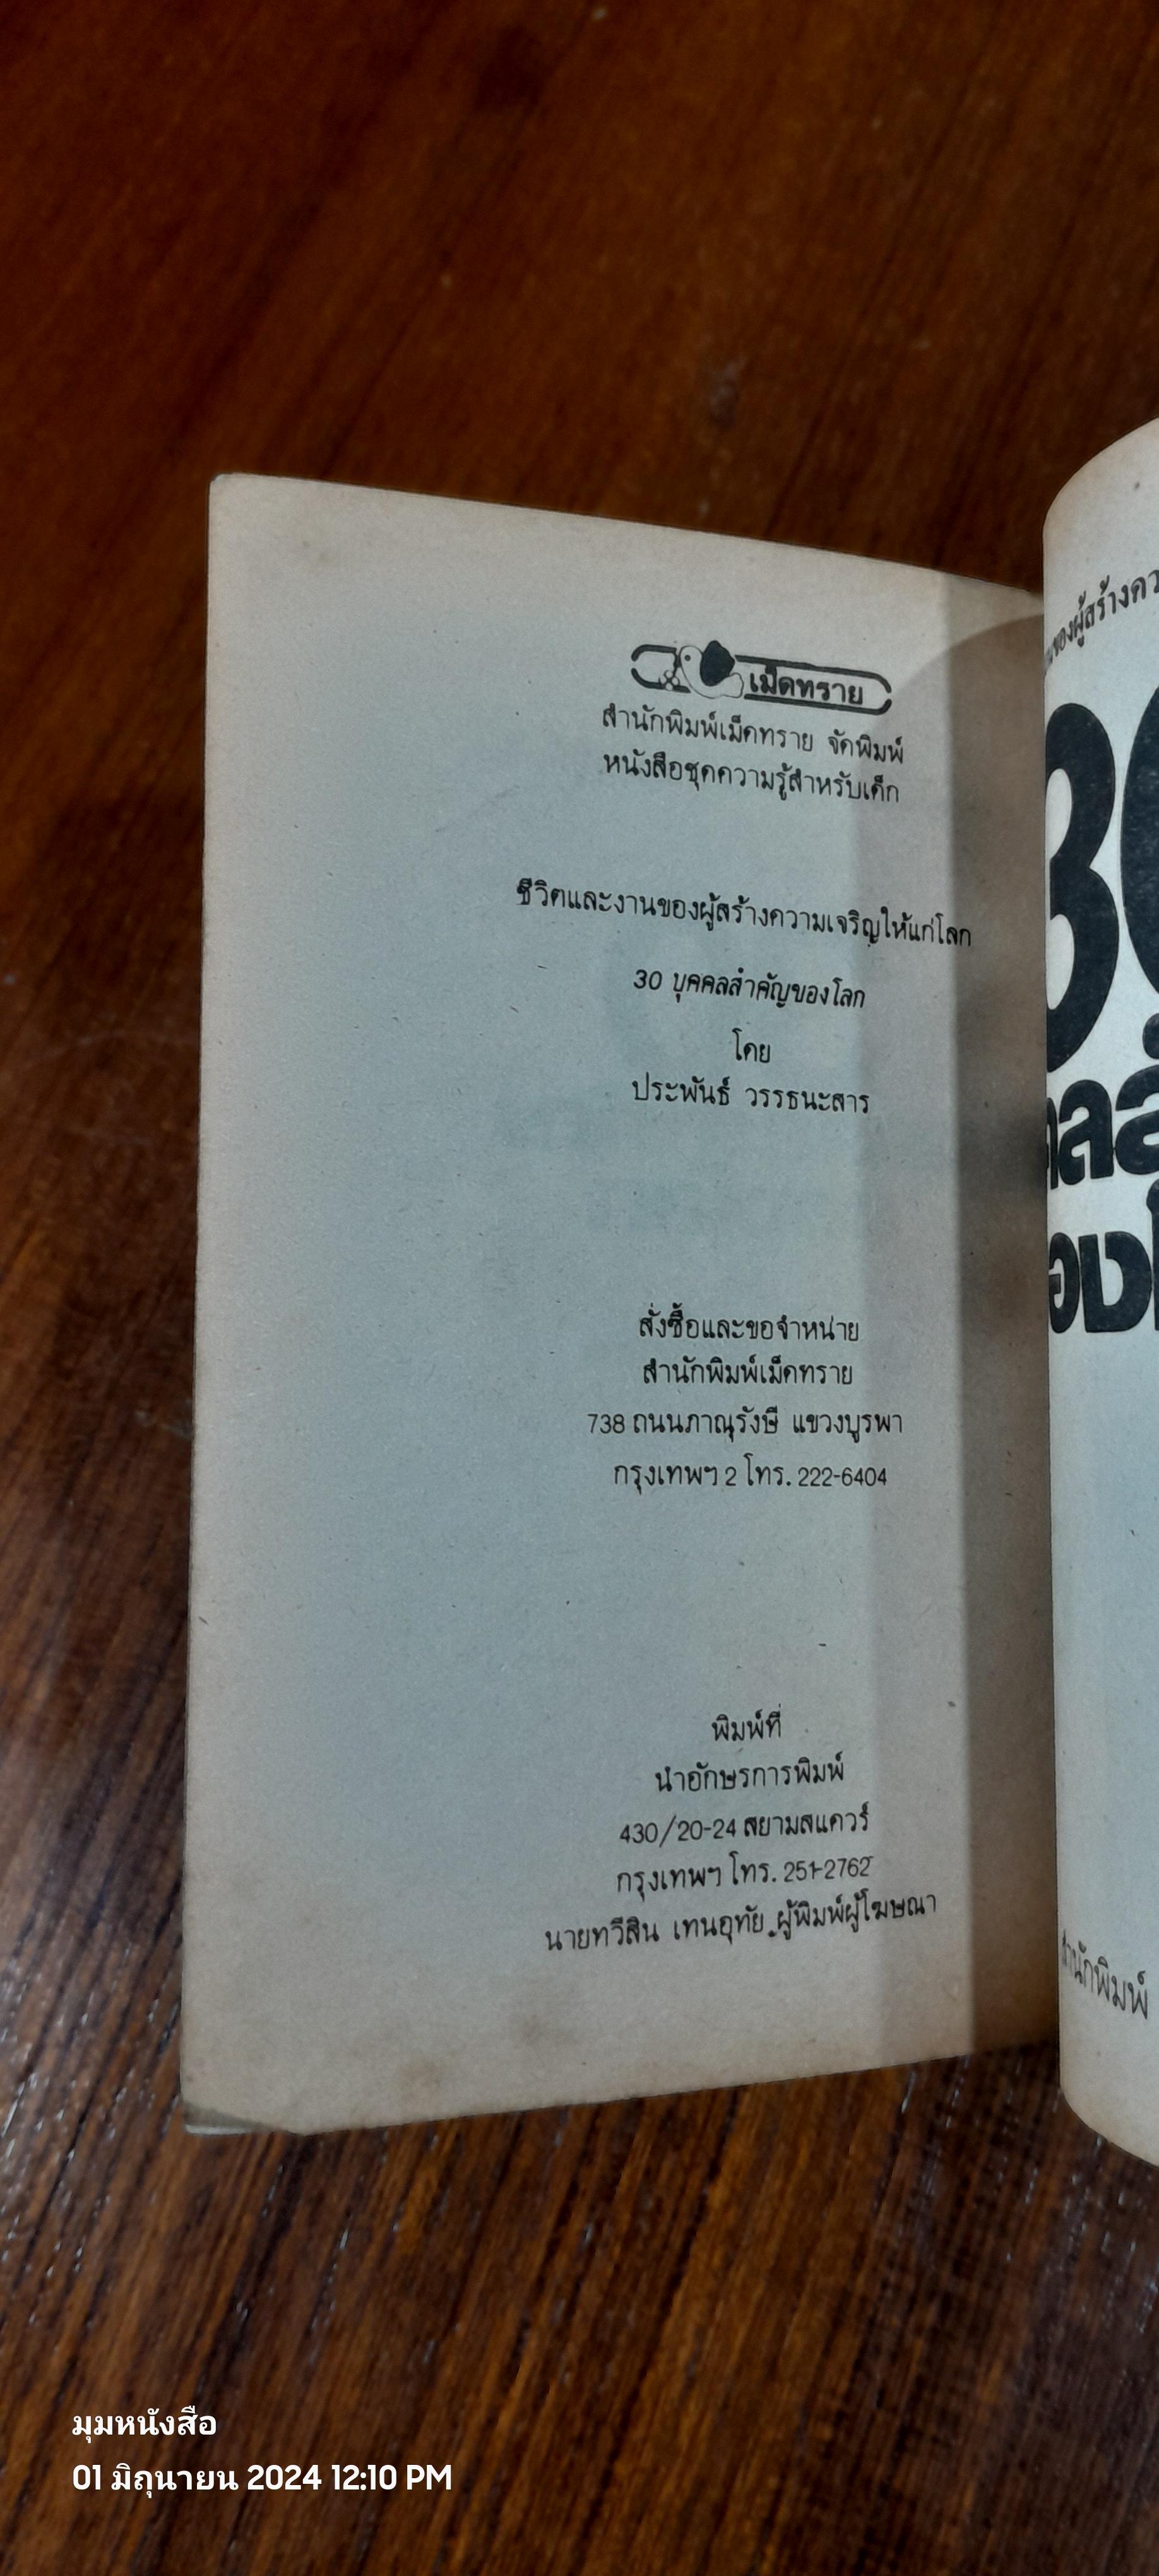 เม็ดทราย
สำนักพิมพ์เม็ดทราย จัดพิมพ์
หนังสือชุดความรู้สำหรับเด็ก
ชีวิตและงานของผู้สร้างความเจริญให้แก่โลก
30 บุคคลสำคัญของโลก
โดย
ประพันธ์ วรรธนะสาร
สั่งซื้อและขอจำหน่าย
สำนักพิมพ์เม็ดทราย
738 ถนนภาณุรังษี แขวงบูรพา
กรุงเทพฯ 2 โทร. 222-6404
พิมพ์ที่
นำอักษรการพิมพ์
430/20-24 สยามสแควร์
กรุงเทพฯ โทร. 251-2762
นายทวีสิน เทนอุทัย ผู้พิมพ์ผู้โฆษณา
ของผู้สร้างคว
30
คลส
องโ
สำนักพิมพ์
มุมหนังสือ
01 มิถุนายน 2024 12:10 PM